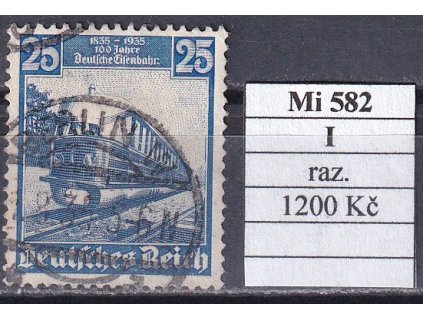 25
1835 - 1935
100 Jahre
Deutsche Eisenbahn
25
Deutsches Reich
Mi 582
I
raz.
1200 Kč